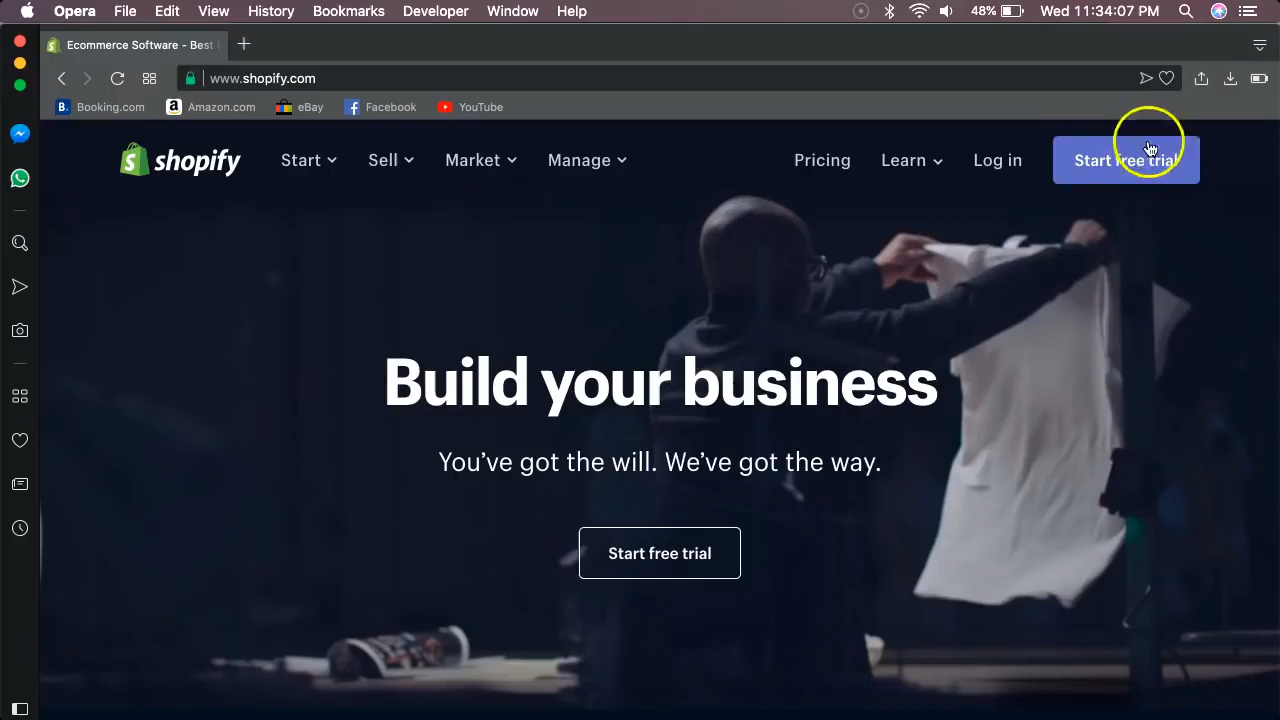 Opera File Edit View History Bookmarks Developer Window Help 48% Wed 11:34:07 PM
Ecommerce Software - Best
www.shopify.com
B. Booking.com a Amazon.com eBay Facebook YouTube
shopify Start Sell Market Manage Pricing Learn Log in Start free trial
Build your business
You've got the will. We've got the way.
Start free trial